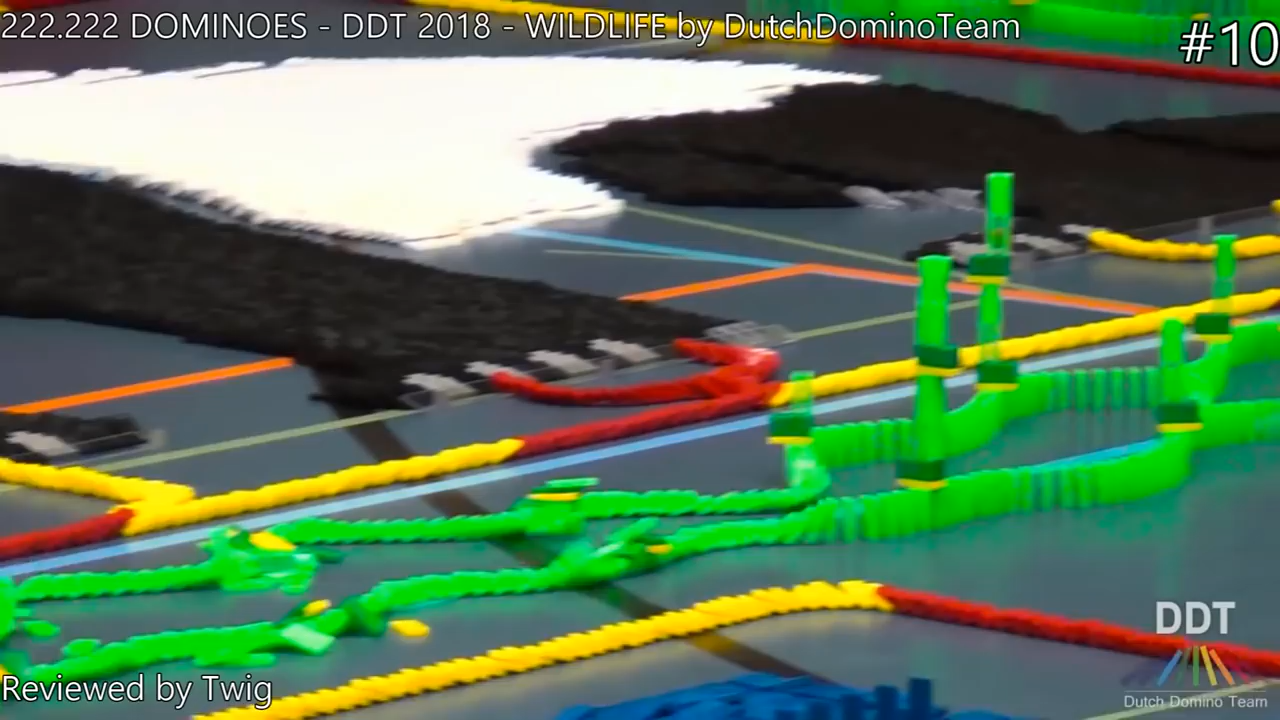 222.222 DOMINOES - DDT 2018 - WILDLIFE by DutchDominoTeam
#10
DDT
Dutch Domino Team
Reviewed by Twig